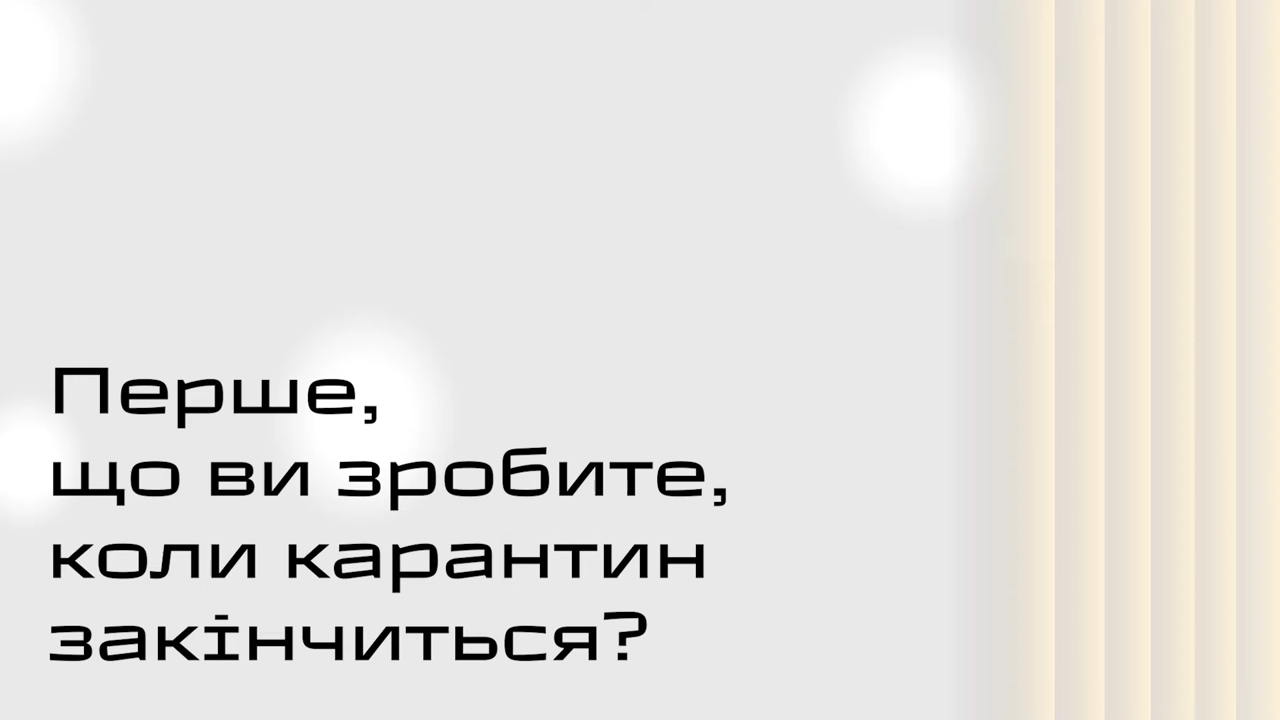 Перше,
що ви зробите,
коли карантин
закінчиться?